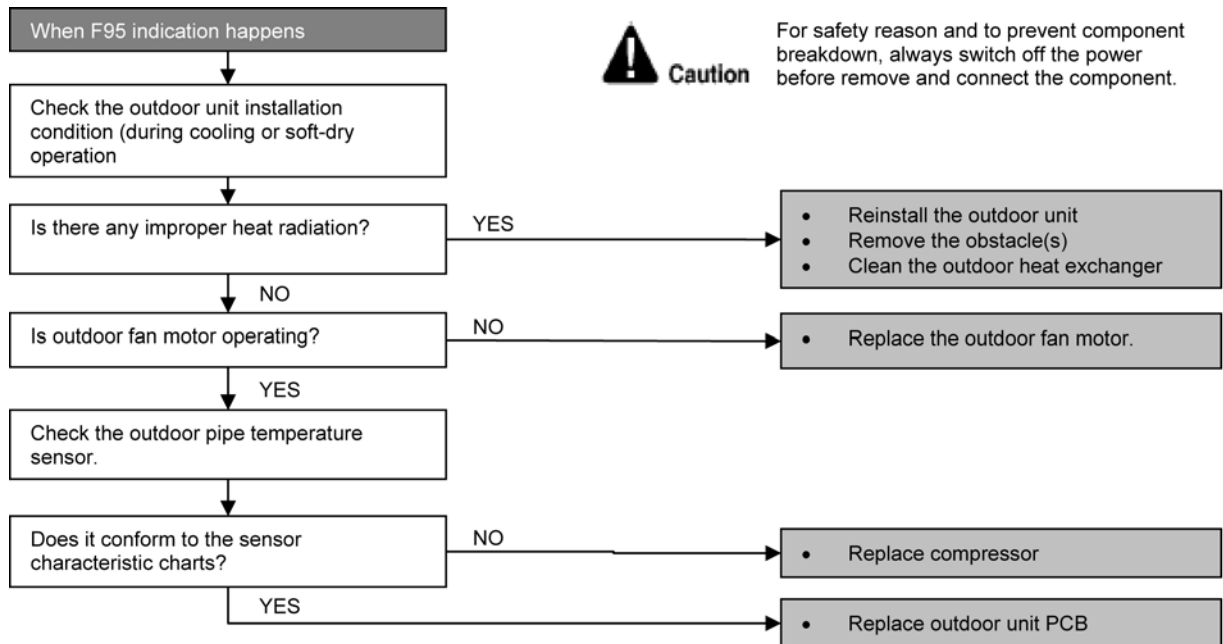 When F95 indication happens
Caution
For safety reason and to prevent component
breakdown, always switch off the power
before remove and connect the component.
Check the outdoor unit installation
condition (during cooling or soft-dry
operation
Is there any improper heat radiation?
YES
• Reinstall the outdoor unit
• Remove the obstacle(s)
• Clean the outdoor heat exchanger
NO
Is outdoor fan motor operating?
NO
• Replace the outdoor fan motor.
YES
Check the outdoor pipe temperature
sensor.
Does it conform to the sensor
characteristic charts?
NO
• Replace compressor
YES
• Replace outdoor unit PCB